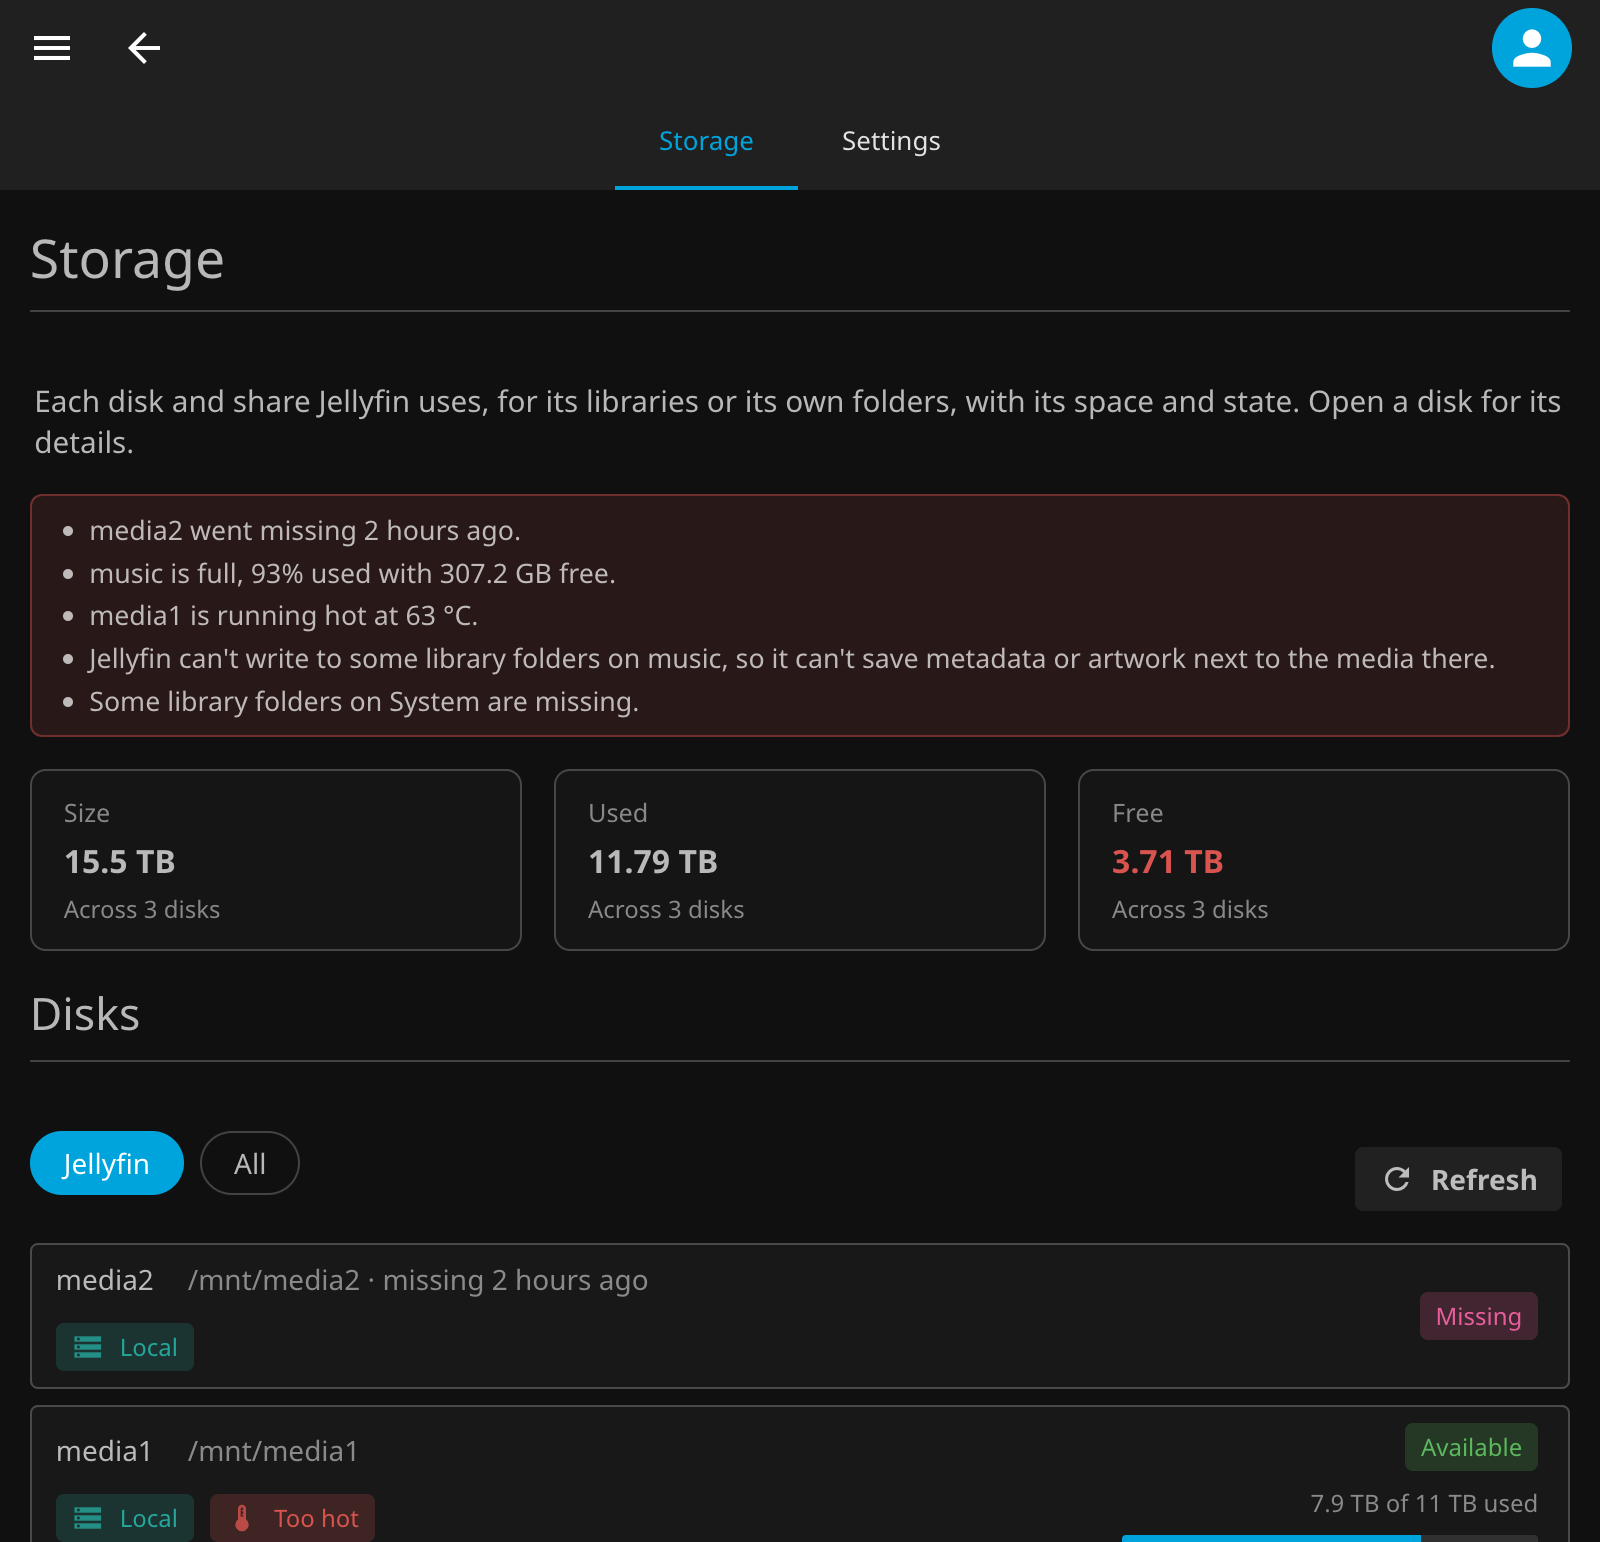 Storage
Settings
Storage
Each disk and share Jellyfin uses, for its libraries or its own folders, with its space and state. Open a disk for its
details.
media2 went missing 2 hours ago.
music is full, 93% used with 307.2 GB free.
media1 is running hot at 63 °C.
Jellyfin can't write to some library folders on music, so it can't save metadata or artwork next to the media there.
Some library folders on System are missing.
Size
15.5 TB
Across 3 disks
Used
11.79 TB
Across 3 disks
Free
3.71 TB
Across 3 disks
Disks
Jellyfin
All
Refresh
media2 /mnt/media2 · missing 2 hours ago
Missing
Local
media1 /mnt/media1
Available
7.9 TB of 11 TB used
Local
Too hot